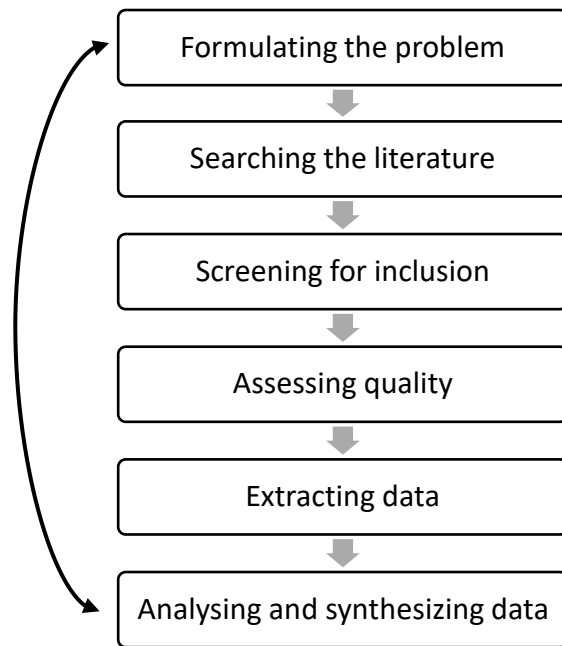 Formulating the problem
Searching the literature
Screening for inclusion
Assessing quality
Extracting data
Analysing and synthesizing data